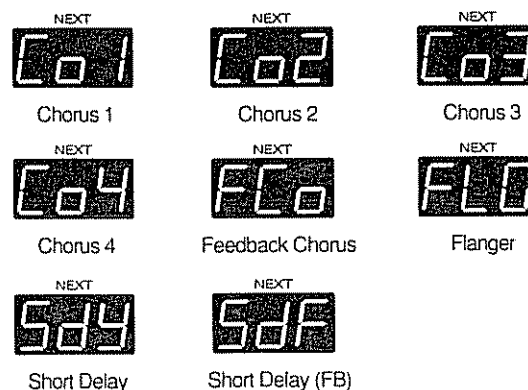 NEXT NEXT NEXT
Co1 Co2 Co3
Chorus 1 Chorus 2 Chorus 3
NEXT NEXT NEXT
Co4 FCo FL
Chorus 4 Feedback Chorus Flanger
NEXT NEXT
Sdy SdF
Short Delay Short Delay (FB)